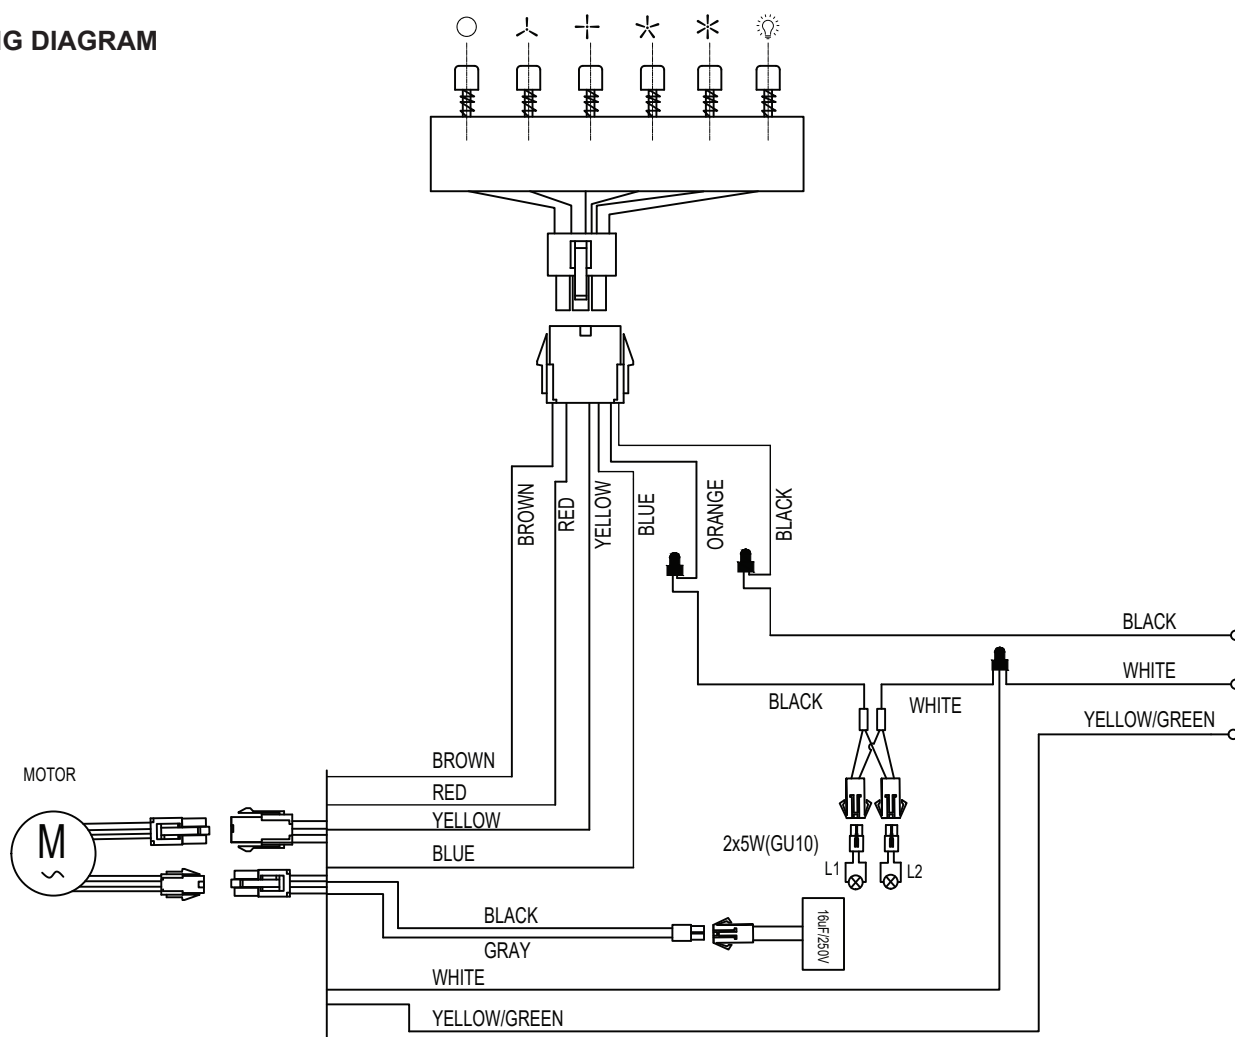 NG DIAGRAM
BROWN
RED
YELLOW
BLUE
ORANGE
BLACK
BLACK
WHITE
YELLOW/GREEN
BLACK
WHITE
MOTOR
M
BROWN
RED
YELLOW
BLUE
2x5W(GU10)
L1
L2
16uF/250V
BLACK
GRAY
WHITE
YELLOW/GREEN